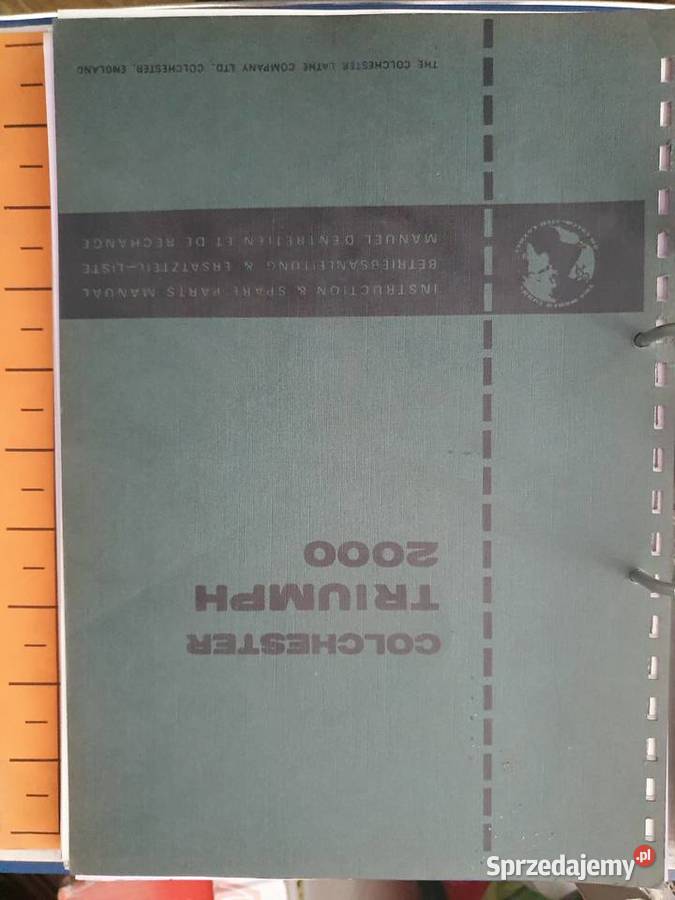 COLCHESTER
TRIUMPH
2000
INSTRUCTION & SPARE PARTS MANUAL
BETRIEBSANLEITUNG & ERSATZTEIL-LISTE
MANUEL D'ENTRETIEN ET DE RECHANGE
THE COLCHESTER LATHE COMPANY LTD., COLCHESTER, ENGLAND
Sprzedajemy.pl